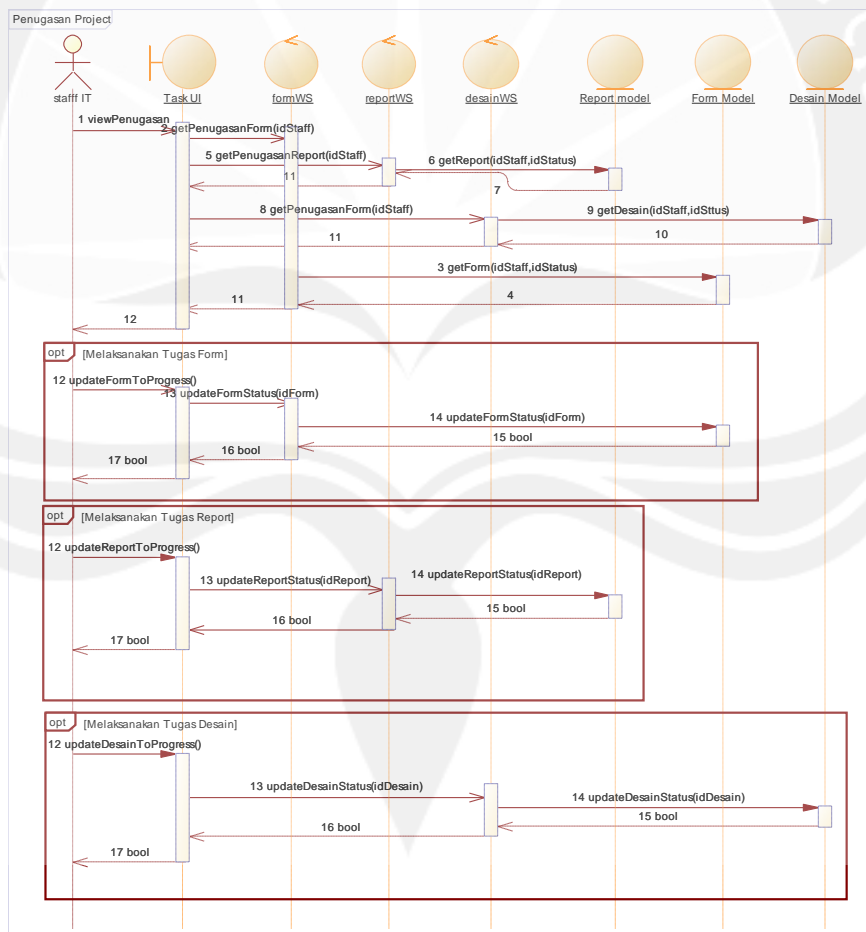 Penugasan Project
stafff IT
Task UI
formWS
reportWS
desainWS
Report model
Form Model
Desain Model
1 viewPenugasan
2 getPenugasanForm(idStaff)
5 getPenugasanReport(idStaff)
6 getReport(idStaff,idStatus)
11
7
8 getPenugasanForm(idStaff)
9 getDesain(idStaff,idSttus)
11
10
3 getForm(idStaff,idStatus)
11
4
12
opt
[Melaksanakan Tugas Form]
12 updateFormToProgress()
13 updateFormStatus(idForm)
14 updateFormStatus(idForm)
15 bool
16 bool
17 bool
opt
[Melaksanakan Tugas Report]
12 updateReportToProgress()
13 updateReportStatus(idReport)
14 updateReportStatus(idReport)
15 bool
16 bool
17 bool
opt
[Melaksanakan Tugas Desain]
12 updateDesainToProgress()
13 updateDesainStatus(idDesain)
14 updateDesainStatus(idDesain)
15 bool
16 bool
17 bool